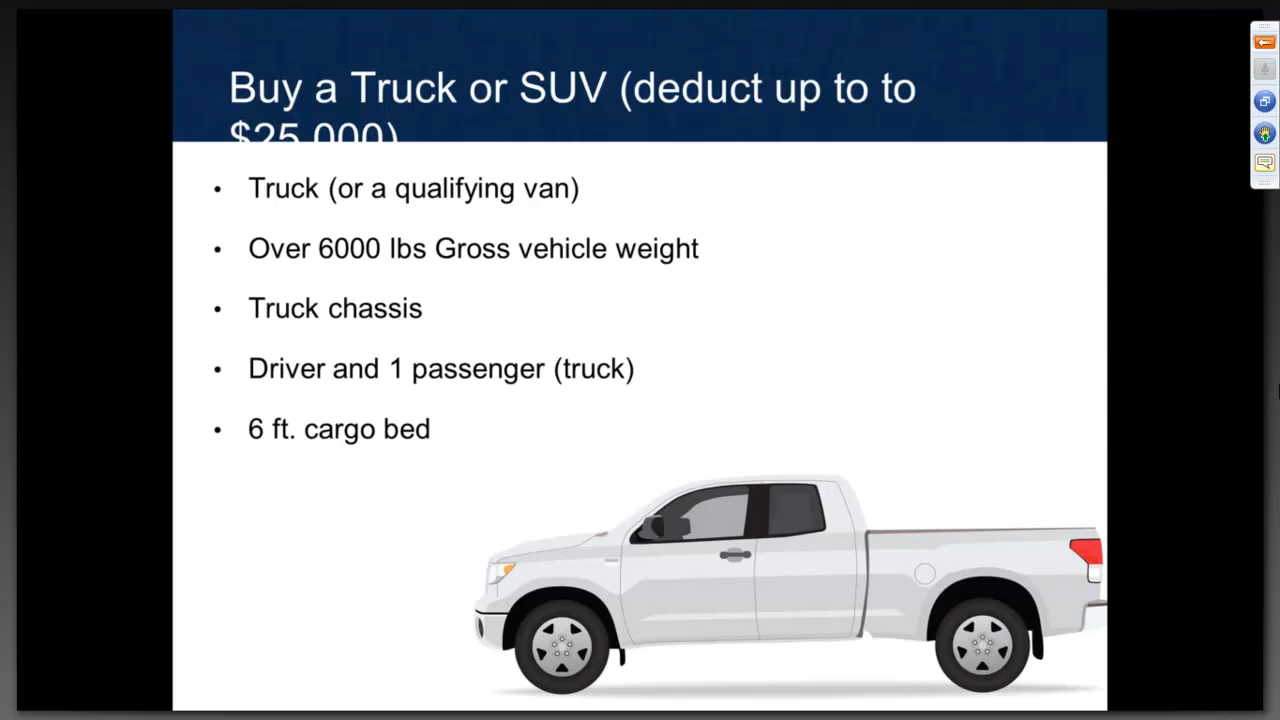 Buy a Truck or SUV (deduct up to to
$25,000)
• Truck (or a qualifying van)
• Over 6000 lbs Gross vehicle weight
• Truck chassis
• Driver and 1 passenger (truck)
• 6 ft. cargo bed